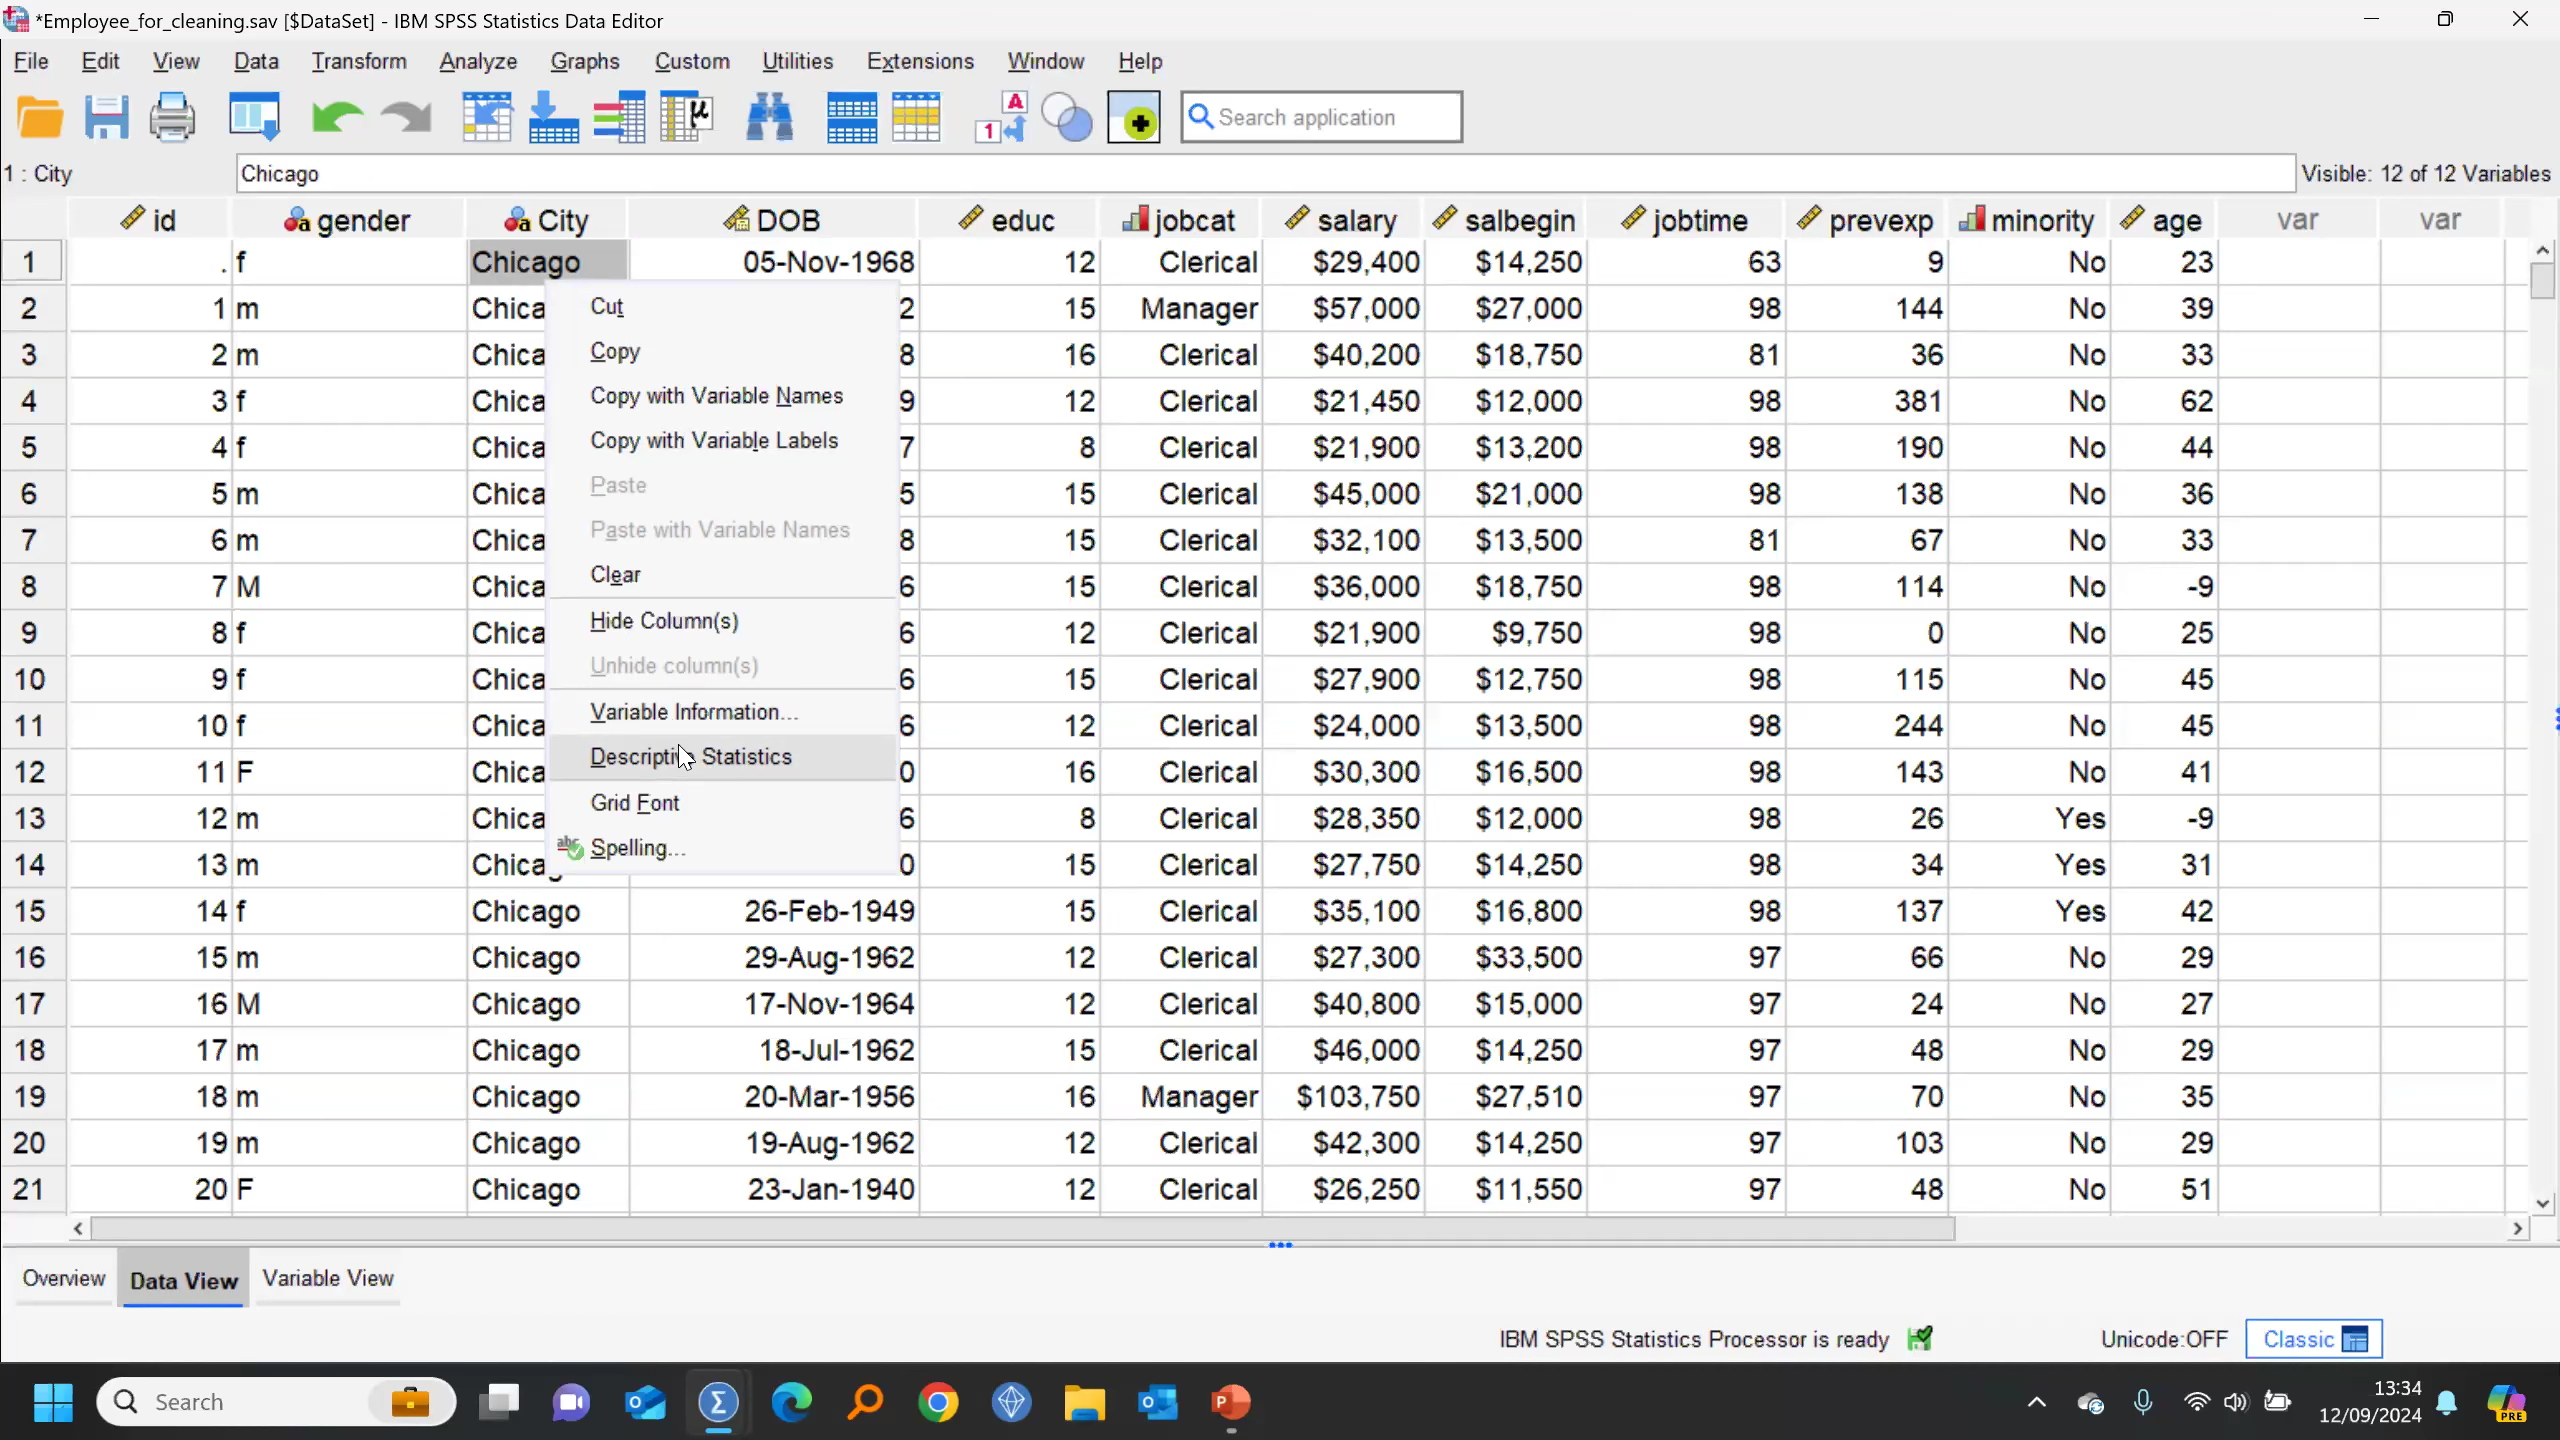 *Employee_for_cleaning.sav [$DataSet] - IBM SPSS Statistics Data Editor
File Edit View Data Transform Analyze Graphs Custom Utilities Extensions Window Help
Search application
1 : City Chicago Visible: 12 of 12 Variables
id gender City DOB educ jobcat salary salbegin jobtime prevexp minority age var var
1 . f Chicago 05-Nov-1968 12 Clerical $29,400 $14,250 63 9 No 23
2 1 m Chica 2 15 Manager $57,000 $27,000 98 144 No 39
3 2 m Chica 8 16 Clerical $40,200 $18,750 81 36 No 33
4 3 f Chica 9 12 Clerical $21,450 $12,000 98 381 No 62
5 4 f Chica 7 8 Clerical $21,900 $13,200 98 190 No 44
6 5 m Chica 5 15 Clerical $45,000 $21,000 98 138 No 36
7 6 m Chica 8 15 Clerical $32,100 $13,500 81 67 No 33
8 7 M Chica 6 15 Clerical $36,000 $18,750 98 114 No -9
9 8 f Chica 6 12 Clerical $21,900 $9,750 98 0 No 25
10 9 f Chica 6 15 Clerical $27,900 $12,750 98 115 No 45
11 10 f Chica 6 12 Clerical $24,000 $13,500 98 244 No 45
12 11 F Chica 0 16 Clerical $30,300 $16,500 98 143 No 41
13 12 m Chica 6 8 Clerical $28,350 $12,000 98 26 Yes -9
14 13 m Chica 0 15 Clerical $27,750 $14,250 98 34 Yes 31
15 14 f Chicago 26-Feb-1949 15 Clerical $35,100 $16,800 98 137 Yes 42
16 15 m Chicago 29-Aug-1962 12 Clerical $27,300 $33,500 97 66 No 29
17 16 M Chicago 17-Nov-1964 12 Clerical $40,800 $15,000 97 24 No 27
18 17 m Chicago 18-Jul-1962 15 Clerical $46,000 $14,250 97 48 No 29
19 18 m Chicago 20-Mar-1956 16 Manager $103,750 $27,510 97 70 No 35
20 19 m Chicago 19-Aug-1962 12 Clerical $42,300 $14,250 97 103 No 29
21 20 F Chicago 23-Jan-1940 12 Clerical $26,250 $11,550 97 48 No 51
Cut
Copy
Copy with Variable Names
Copy with Variable Labels
Paste
Paste with Variable Names
Clear
Hide Column(s)
Unhide column(s)
Variable Information...
Descriptive Statistics
Grid Font
Spelling...
Overview Data View Variable View
IBM SPSS Statistics Processor is ready Unicode:OFF Classic
Search
13:34
12/09/2024
PRE